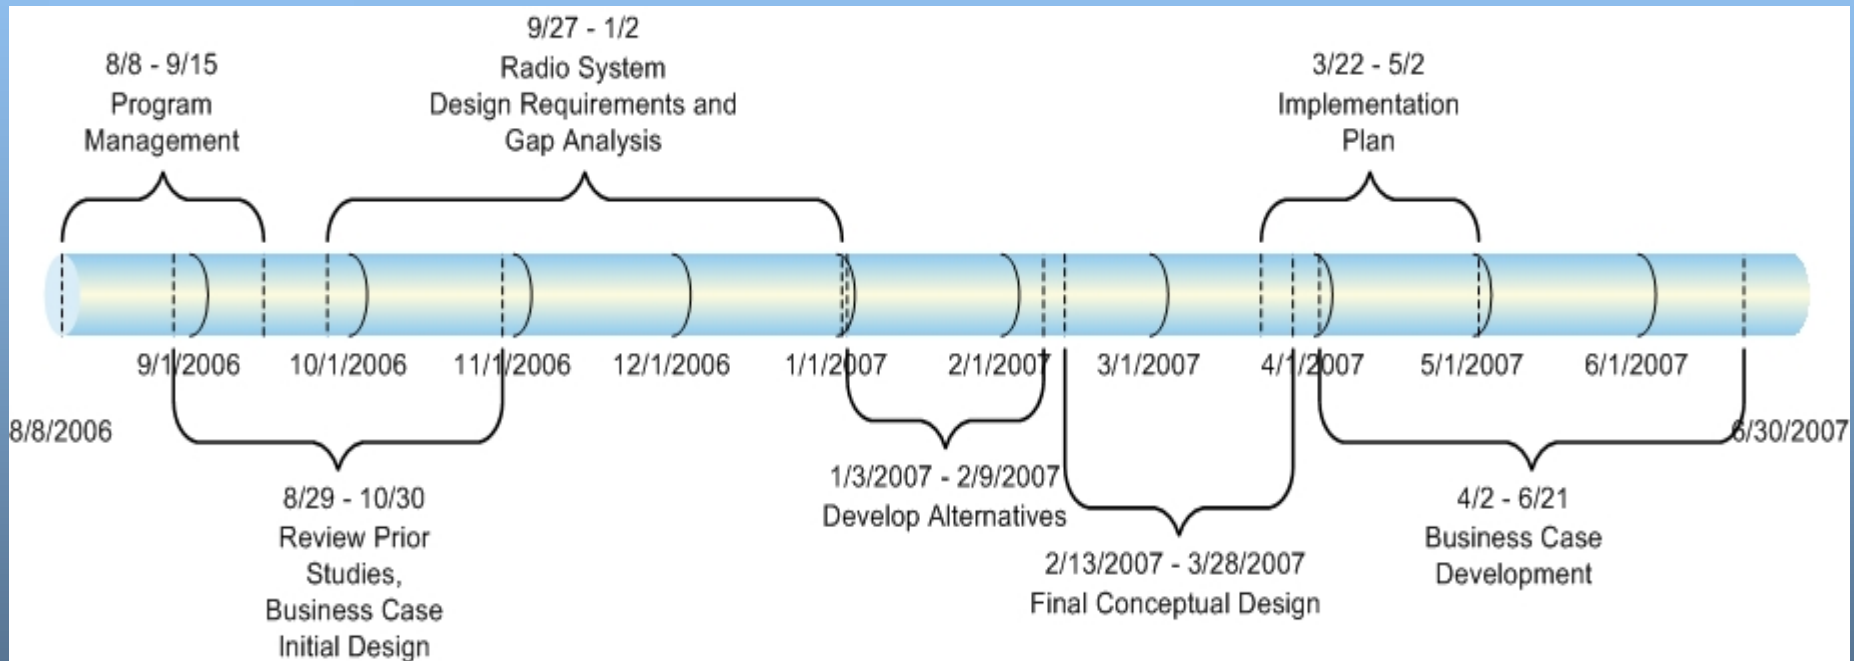 9/27 - 1/2
Radio System
Design Requirements and
Gap Analysis
8/8 - 9/15
Program
Management
3/22 - 5/2
Implementation
Plan
9/1/2006
10/1/2006
11/1/2006
12/1/2006
1/1/2007
2/1/2007
3/1/2007
4/1/2007
5/1/2007
6/1/2007
8/8/2006
6/30/2007
8/29 - 10/30
Review Prior
Studies,
Business Case
Initial Design
1/3/2007 - 2/9/2007
Develop Alternatives
2/13/2007 - 3/28/2007
Final Conceptual Design
4/2 - 6/21
Business Case
Development